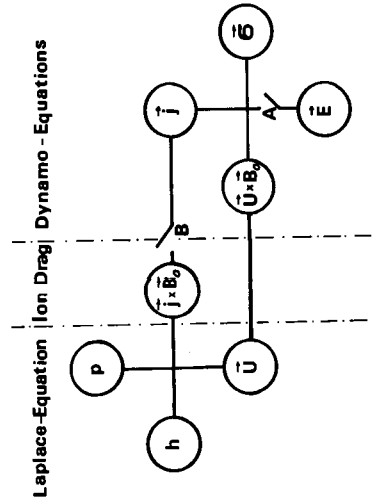 Laplace-Equation | Ion Drag | Dynamo - Equations
p
h
U⃗
j⃗×B⃗₀
B
U⃗×B⃗₀
j⃗
A
E⃗
σ⃗